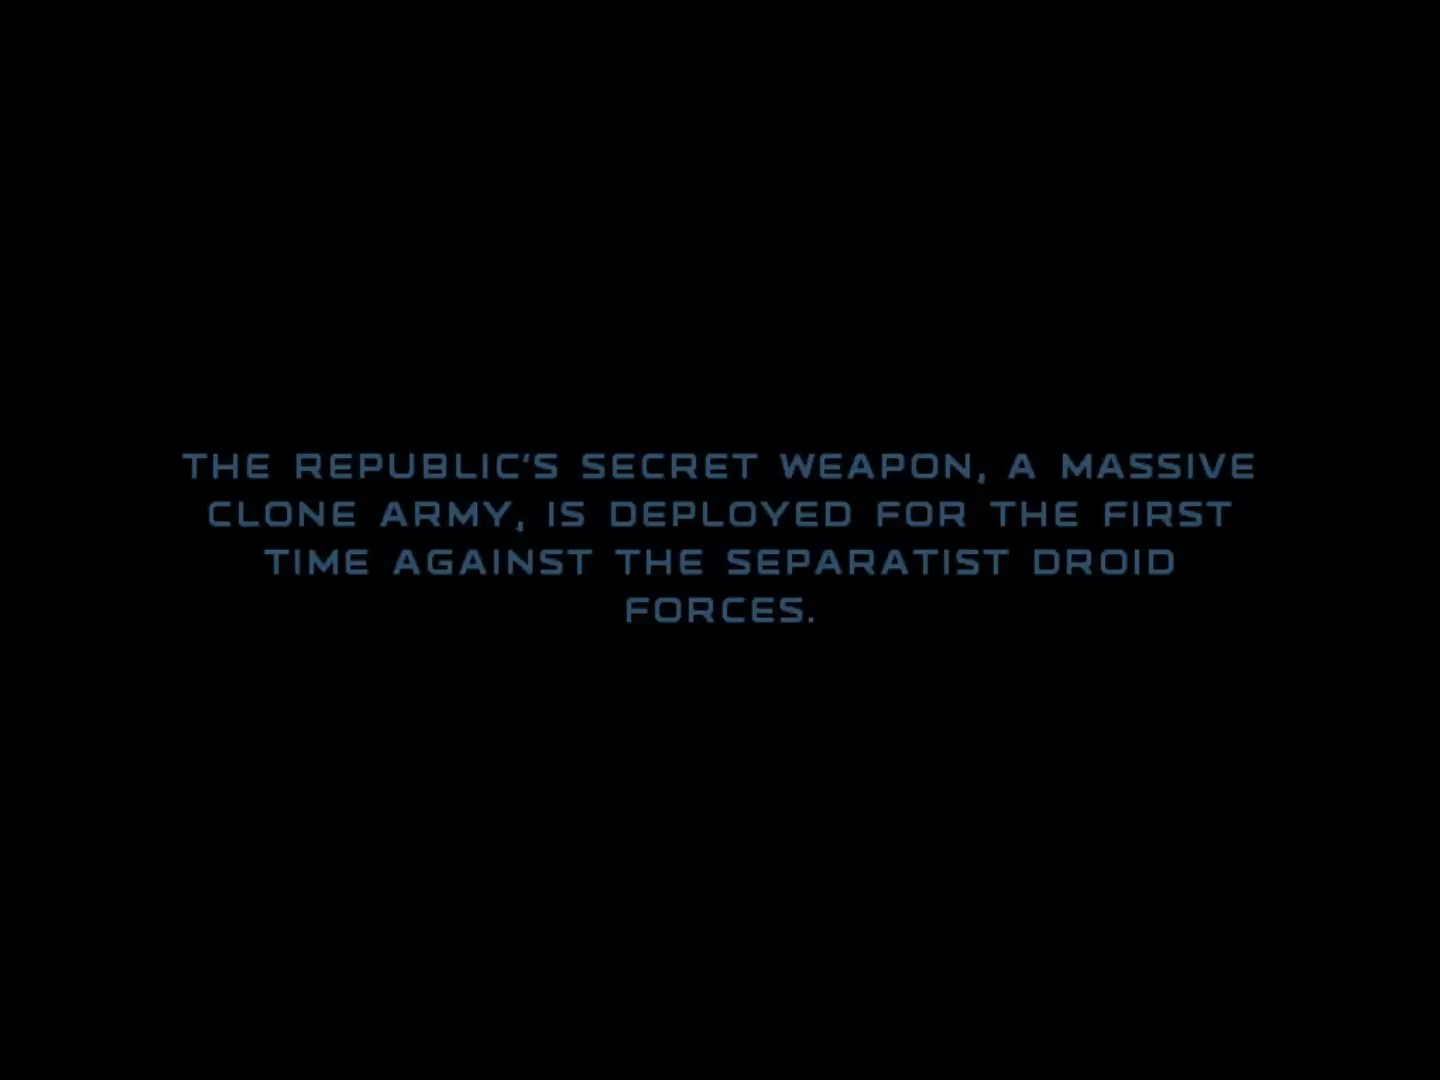 THE REPUBLIC'S SECRET WEAPON, A MASSIVE
CLONE ARMY, IS DEPLOYED FOR THE FIRST
TIME AGAINST THE SEPARATIST DROID
FORCES.